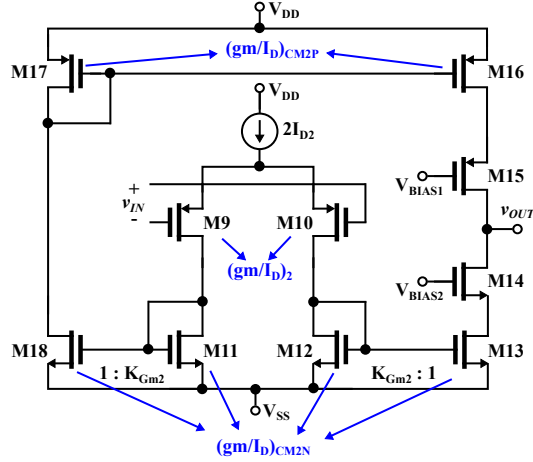 V_DD
M17
(gm/I_D)_CM2P
M16
V_DD
2I_D2
M15
V_BIAS1
+
v_IN
-
M9
M10
v_OUT
(gm/I_D)_2
M14
V_BIAS2
M18
M11
M12
M13
1 : K_Gm2
K_Gm2 : 1
V_SS
(gm/I_D)_CM2N